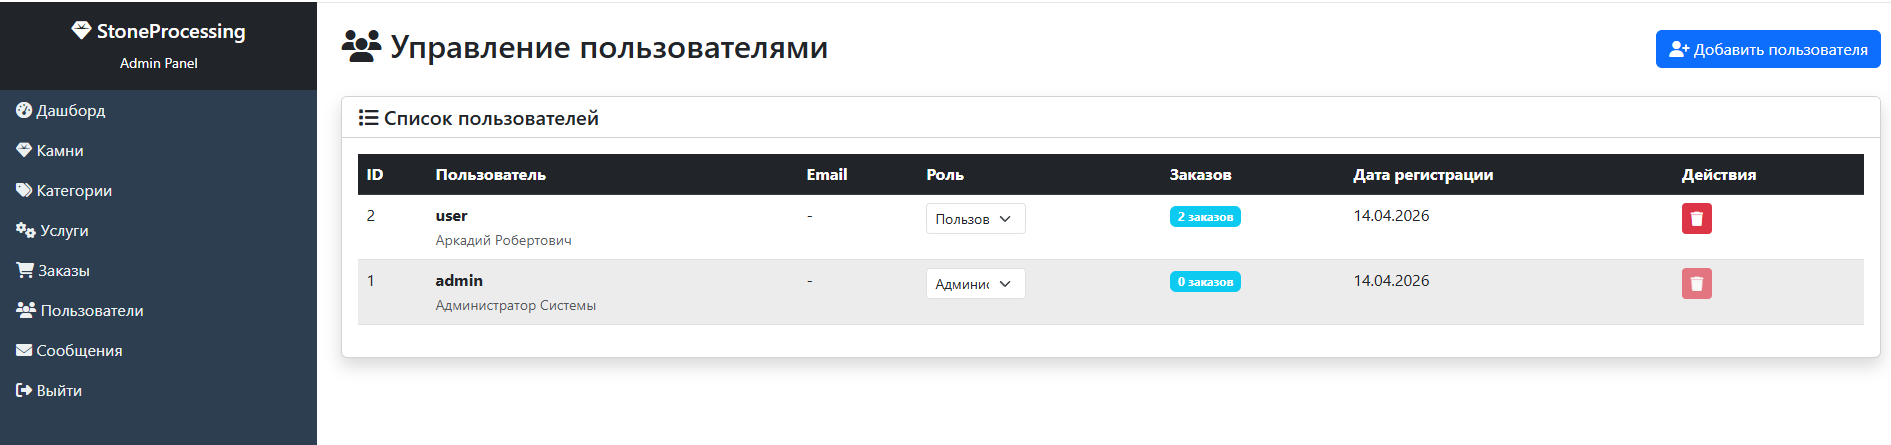 StoneProcessing
Admin Panel
Дашборд
Камни
Категории
Услуги
Заказы
Пользователи
Сообщения
Выйти
Управление пользователями
Добавить пользователя
Список пользователей
ID Пользователь Email Роль Заказов Дата регистрации Действия
2 user - Пользов 2 заказов 14.04.2026
Аркадий Робертович
1 admin - Админис 0 заказов 14.04.2026
Администратор Системы